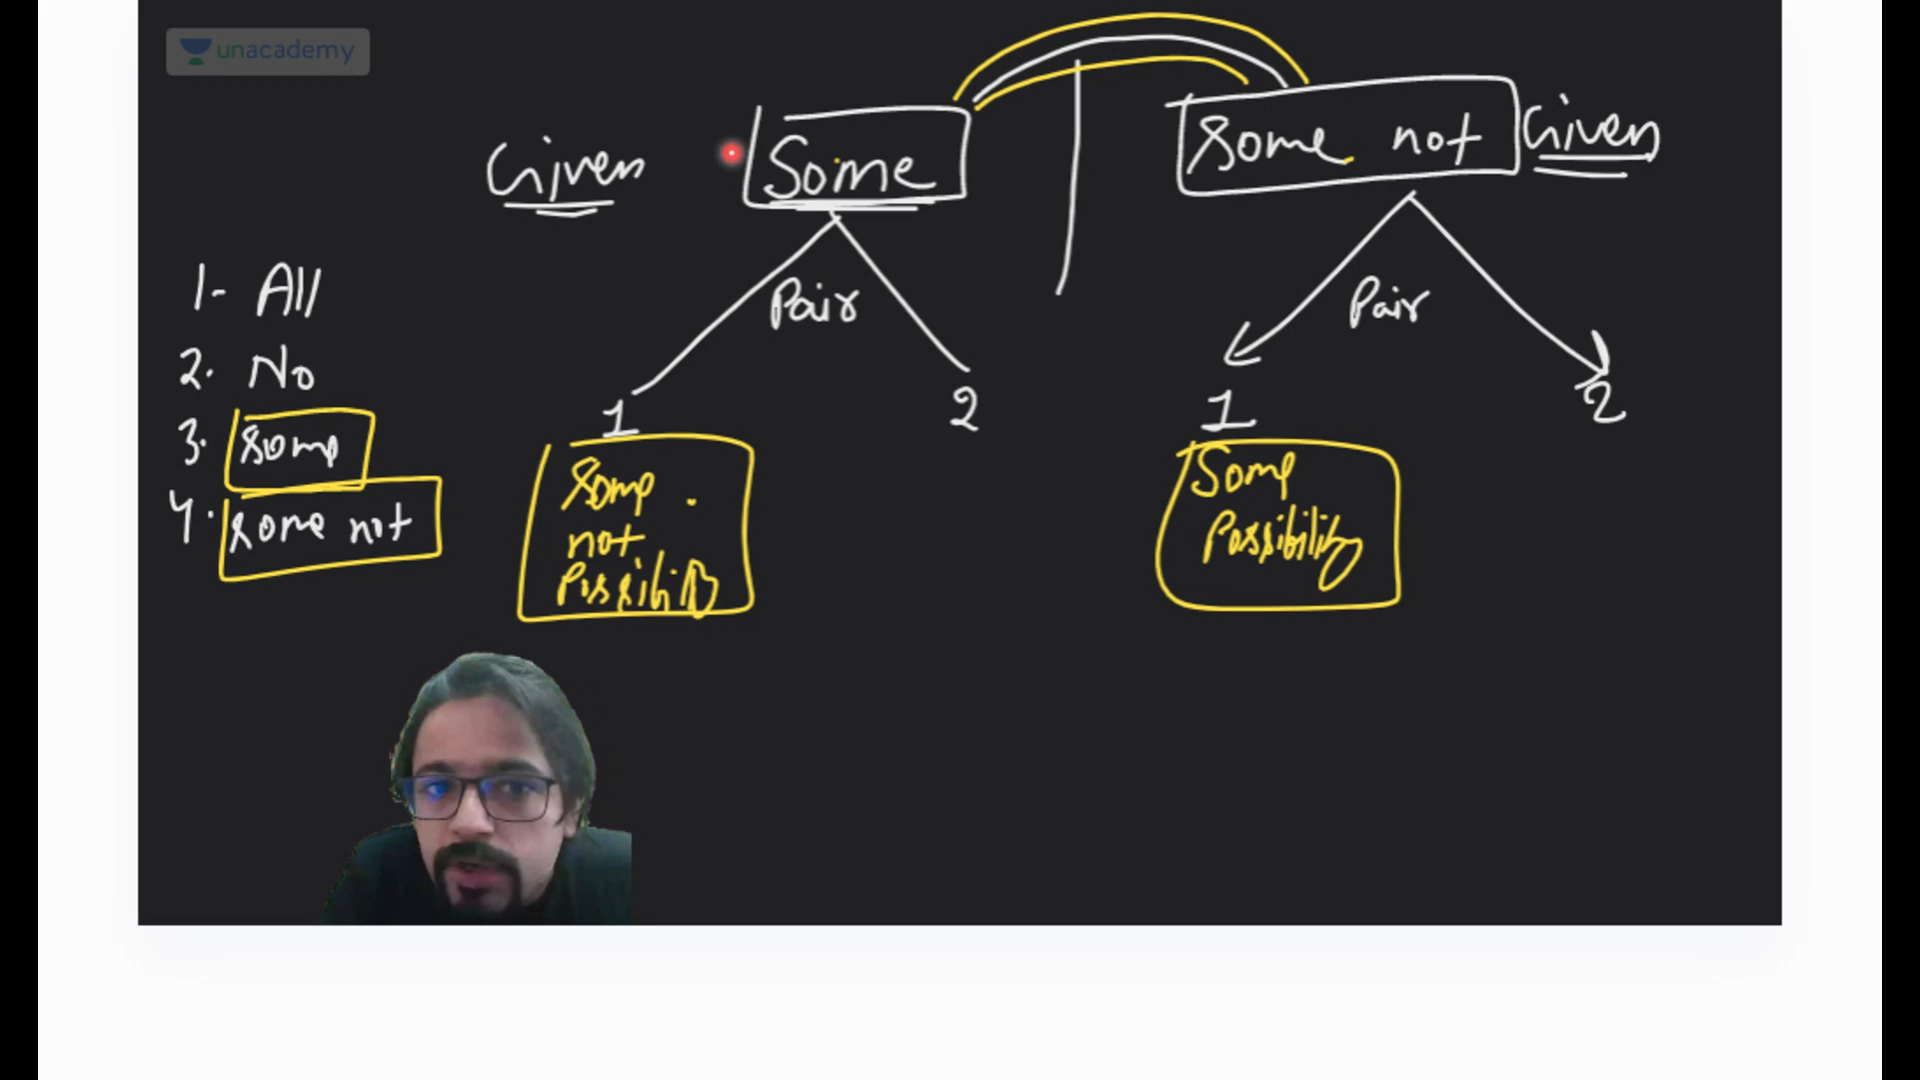 unacademy
Given Some Some not Given
1- All
2. No
3. Some
4. Some not
Pair Pair
1 2 1 2
Some
not
Possibility
Some
Possibility